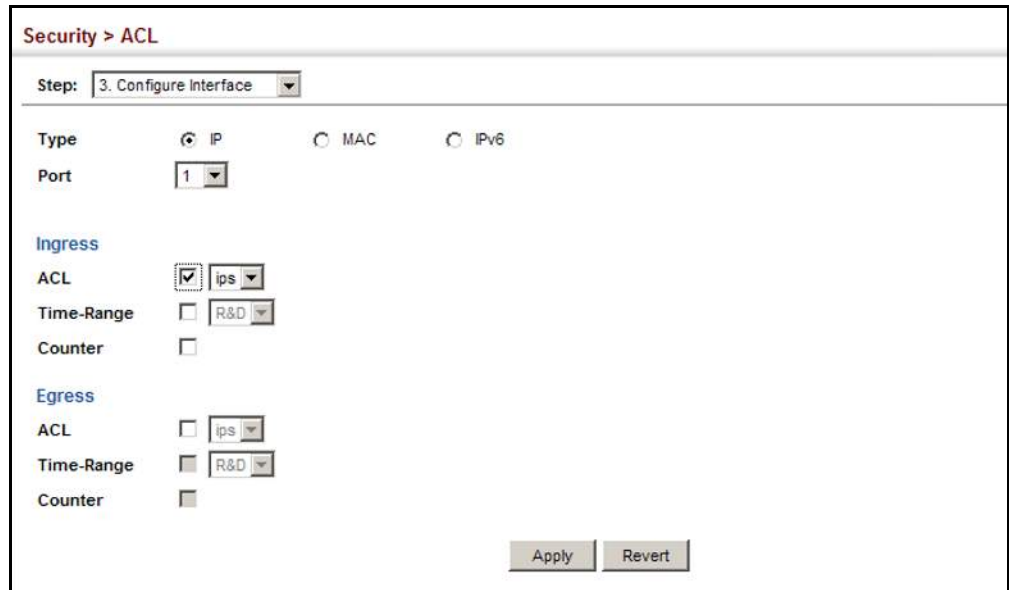 Security > ACL
Step: 3. Configure Interface
Type IP MAC IPv6
Port 1
Ingress
ACL ips
Time-Range R&D
Counter
Egress
ACL ips
Time-Range R&D
Counter
Apply Revert